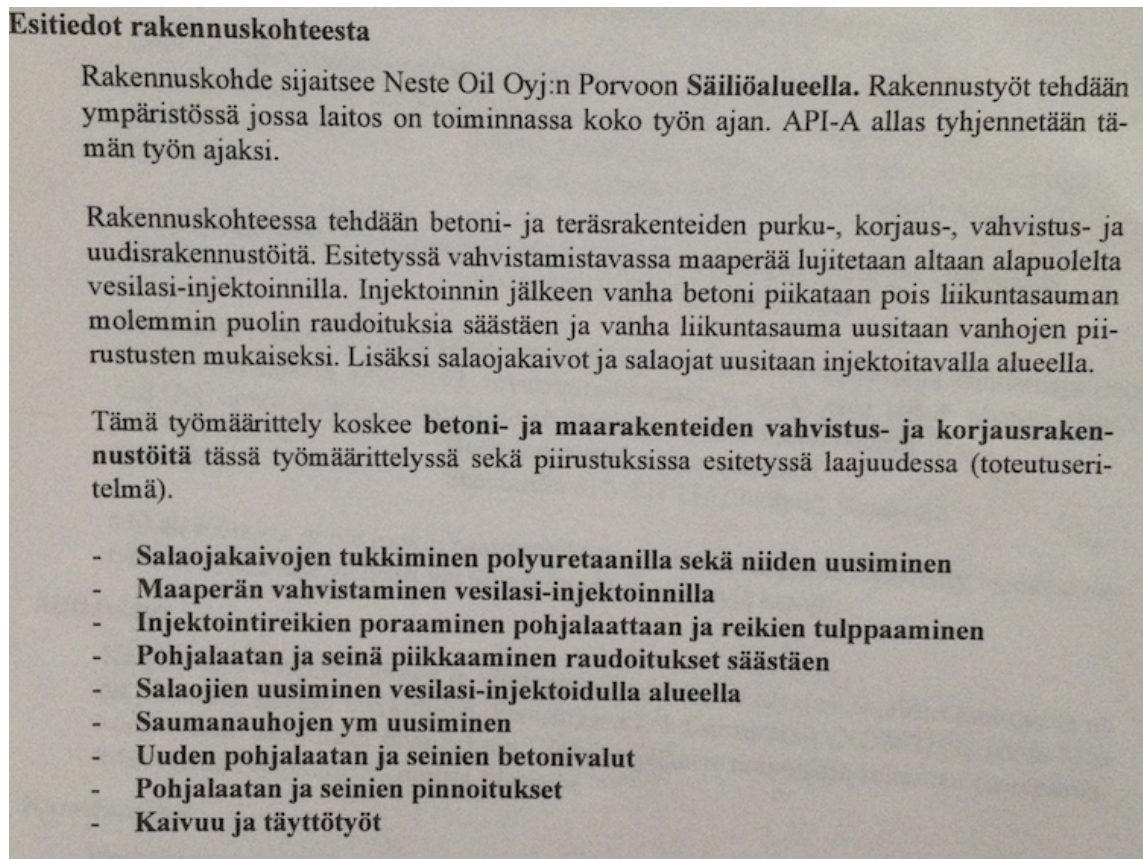 Esitiedot rakennuskohteesta
Rakennuskohde sijaitsee Neste Oil Oyj:n Porvoon Säiliöalueella. Rakennustyöt tehdään
ympäristössä jossa laitos on toiminnassa koko työn ajan. API-A allas tyhjennetään tä-
män työn ajaksi.
Rakennuskohteessa tehdään betoni- ja teräsrakenteiden purku-, korjaus-, vahvistus- ja
uudisrakennustöitä. Esitetyssä vahvistamistavassa maaperää lujitetaan altaan alapuolelta
vesilasi-injektoinnilla. Injektoinnin jälkeen vanha betoni piikataan pois liikuntasauman
molemmin puolin raudoituksia säästäen ja vanha liikuntasauma uusitaan vanhojen pii-
rustusten mukaiseksi. Lisäksi salaojakaivot ja salaojat uusitaan injektoitavalla alueella.
Tämä työmäärittely koskee betoni- ja maarakenteiden vahvistus- ja korjausraken-
nustöitä tässä työmäärittelyssä sekä piirustuksissa esitetyssä laajuudessa (toteutuseri-
telmä).
- Salaojakaivojen tukkiminen polyuretaanilla sekä niiden uusiminen
- Maaperän vahvistaminen vesilasi-injektoinnilla
- Injektointireikien poraaminen pohjalaattaan ja reikien tulppaaminen
- Pohjalaatan ja seinä piikkaaminen raudoitukset säästäen
- Salaojien uusiminen vesilasi-injektoidulla alueella
- Saumanauhojen ym uusiminen
- Uuden pohjalaatan ja seinien betonivalut
- Pohjalaatan ja seinien pinnoitukset
- Kaivuu ja täyttötyöt